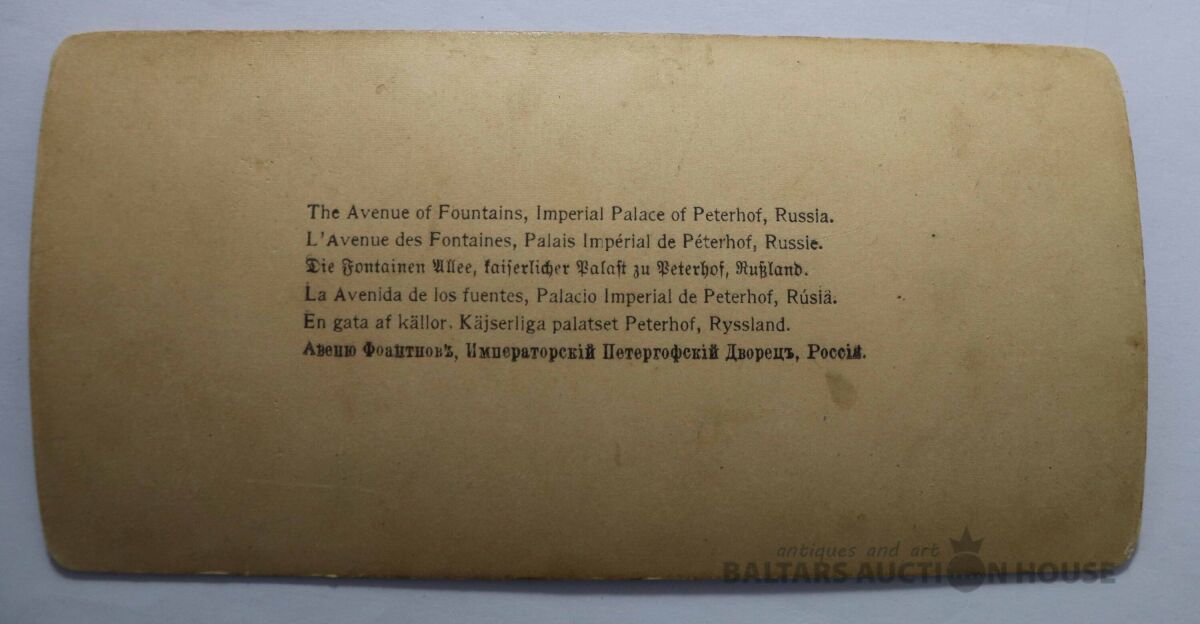 The Avenue of Fountains, Imperial Palace of Peterhof, Russia.
L'Avenue des Fontaines, Palais Impérial de Péterhof, Russie.
Die Fontainen Allee, kaiserlicher Palast zu Peterhof, Rußland.
La Avenida de los fuentes, Palacio Imperial de Peterhof, Rúsiä.
En gata af källor. Käjserliga palatset Peterhof, Ryssland.
Авеню Фоантновъ, Императорскій Петергофскій Дворецъ, Россія.
antiques and art
BALTARS AUCTION HOUSE